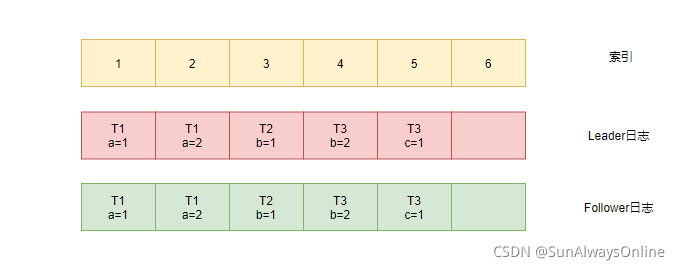 1 2 3 4 5 6 索引
T1 T1 T2 T3 T3
a=1 a=2 b=1 b=2 c=1
Leader日志
T1 T1 T2 T3 T3
a=1 a=2 b=1 b=2 c=1
Follower日志
CSDN @SunAlwaysOnline